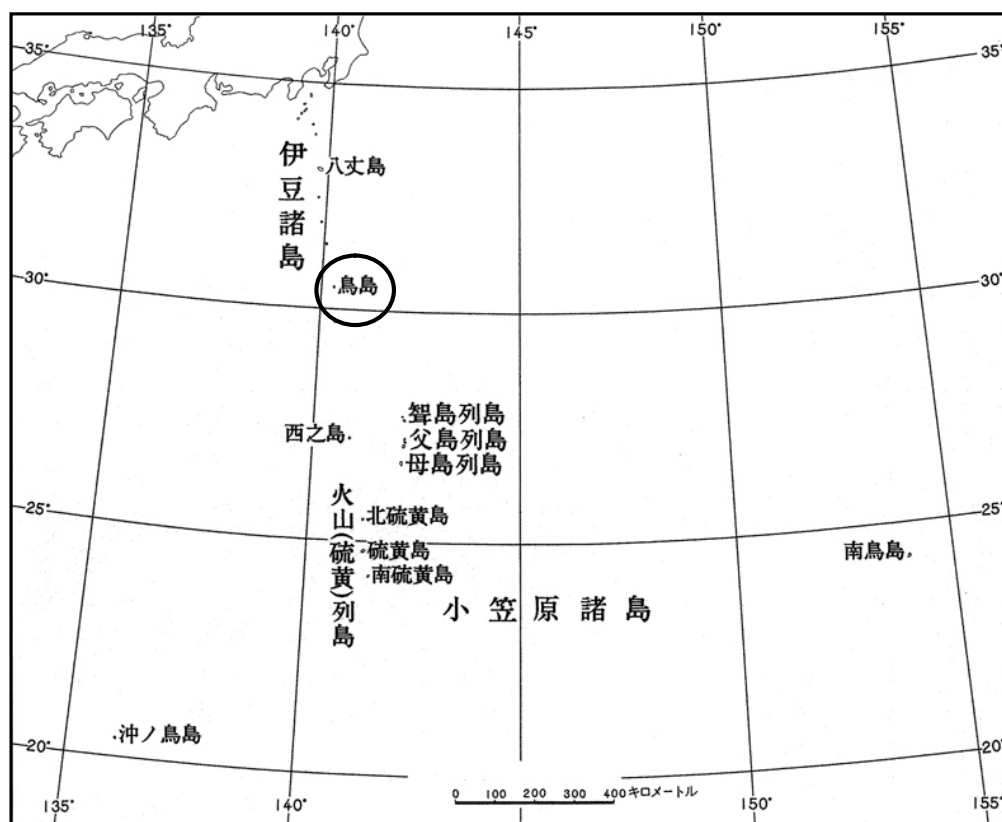 135° 140° 145° 150° 155°
35° 35°
伊豆諸島
八丈島
30° 30°
鳥島
聟島列島
西之島 父島列島
母島列島
火山(硫黄)列島
25° 25°
北硫黄島
硫黄島
南鳥島
南硫黄島
小笠原諸島
沖ノ鳥島
20° 20°
0 100 200 300 400キロメートル
135° 140° 150° 155°